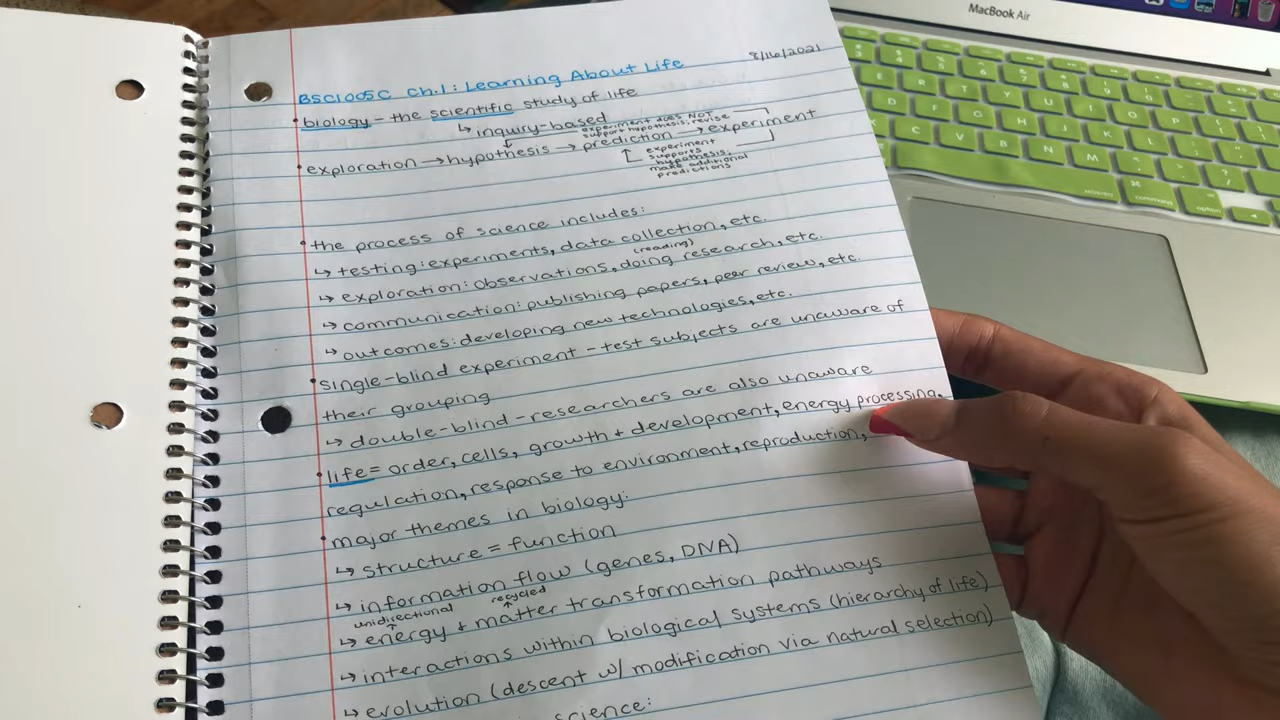 MacBook Air
8/16/2021
BSC1005C Ch.1: Learning About Life
• biology – the scientific study of life
↳ inquiry-based
experiment does NOT
support hypothesis: revise
• exploration → hypothesis → prediction → experiment
experiment
supports
hypothesis;
make additional
predictions
• the process of science includes:
↳ testing: experiments, data collection, etc.
(reading)
↳ exploration: observations, doing research, etc.
↳ communication: publishing papers, peer review, etc.
↳ outcomes: developing new technologies, etc.
• single-blind experiment – test subjects are unaware of
their grouping
↳ double-blind – researchers are also unaware
• life = order, cells, growth + development, energy processing,
regulation, response to environment, reproduction,
• major themes in biology:
↳ structure = function
↳ information flow (genes, DNA)
unidirectional recycled
↳ energy + matter transformation pathways
↳ interactions within biological systems (hierarchy of life)
↳ evolution (descent w/ modification via natural selection)
science:
E R T Y U I O P
D F G H J K L
C V B N M
command
option